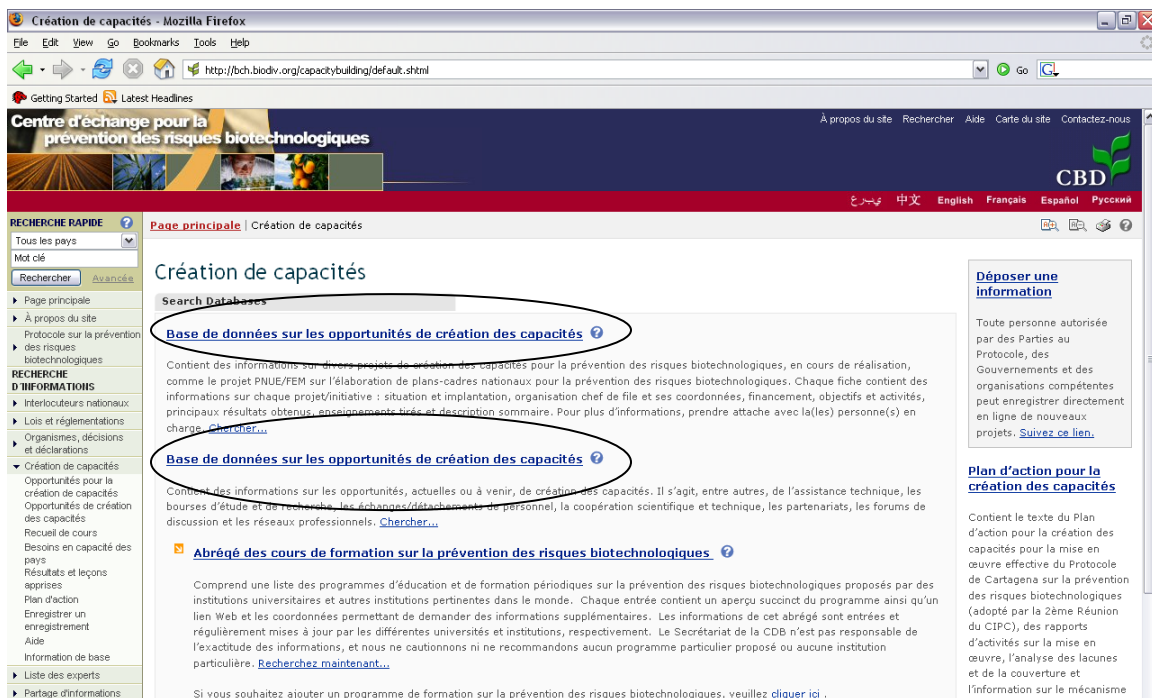 Création de capacités - Mozilla Firefox
File Edit View Go Bookmarks Tools Help
http://bch.biodiv.org/capacitybuilding/default.shtml
Go
Getting Started Latest Headlines
Centre d'échange pour la
prévention des risques biotechnologiques
À propos du site Rechercher Aide Carte du site Contactez-nous
CBD
中文 English Français Español Русский
RECHERCHE RAPIDE
Tous les pays
Mot clé
Rechercher Avancée
Page principale
À propos du site
Protocole sur la prévention
des risques
biotechnologiques
RECHERCHE
D'INFORMATIONS
Interlocuteurs nationaux
Lois et réglementations
Organismes, décisions
et déclarations
Création de capacités
Opportunités pour la
création de capacités
Opportunités de création
des capacités
Recueil de cours
Besoins en capacité des
pays
Résultats et leçons
apprises
Plan d'action
Enregistrer un
enregistrement
Aide
Information de base
Liste des experts
Partage d'informations
Page principale | Création de capacités
Création de capacités
Search Databases
Base de données sur les opportunités de création des capacités
Contient des informations sur divers projets de création des capacités pour la prévention des risques biotechnologiques, en cours de réalisation,
comme le projet PNUE/FEM sur l'élaboration de plans-cadres nationaux pour la prévention des risques biotechnologiques. Chaque fiche contient des
informations sur chaque projet/initiative : situation et implantation, organisation chef de file et ses coordonnées, financement, objectifs et activités,
principaux résultats obtenus, enseignements tirés et description sommaire. Pour plus d'informations, prendre attache avec la(les) personne(s) en
charge. Chercher...
Base de données sur les opportunités de création des capacités
Contient des informations sur les opportunités, actuelles ou à venir, de création des capacités. Il s'agit, entre autres, de l'assistance technique, les
bourses d'étude et de recherche, les échanges/détachements de personnel, la coopération scientifique et technique, les partenariats, les forums de
discussion et les réseaux professionnels. Chercher...
Abrégé des cours de formation sur la prévention des risques biotechnologiques
Comprend une liste des programmes d'éducation et de formation périodiques sur la prévention des risques biotechnologiques proposés par des
institutions universitaires et autres institutions pertinentes dans le monde. Chaque entrée contient un aperçu succinct du programme ainsi qu'un
lien Web et les coordonnées permettant de demander des informations supplémentaires. Les informations de cet abrégé sont entrées et
régulièrement mises à jour par les différentes universités et institutions, respectivement. Le Secrétariat de la CDB n'est pas responsable de
l'exactitude des informations, et nous ne cautionnons ni ne recommandons aucun programme particulier proposé ou aucune institution
particulière. Recherchez maintenant...
Si vous souhaitez ajouter un programme de formation sur la prévention des risques biotechnologiques, veuillez cliquer ici .
Déposer une
information
Toute personne autorisée
par des Parties au
Protocole, des
Gouvernements et des
organisations compétentes
peut enregistrer directement
en ligne de nouveaux
projets. Suivez ce lien.
Plan d'action pour la
création des capacités
Contient le texte du Plan
d'action pour la création des
capacités pour la mise en
œuvre effective du Protocole
de Cartagena sur la prévention
des risques biotechnologiques
(adopté par la 2ème Réunion
du CIPC), des rapports
d'activités sur la mise en
œuvre, l'analyse des lacunes
et de la couverture et
l'information sur le mécanisme